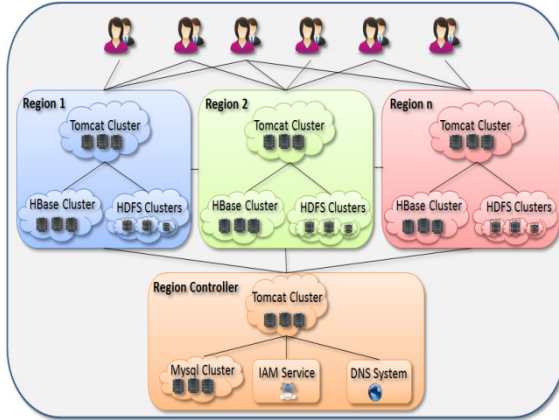 Region 1
Region 2
Region n
Tomcat Cluster
Tomcat Cluster
Tomcat Cluster
HBase Cluster
HDFS Clusters
HBase Cluster
HDFS Clusters
HBase Cluster
HDFS Clusters
Region Controller
Tomcat Cluster
Mysql Cluster
IAM Service
DNS System